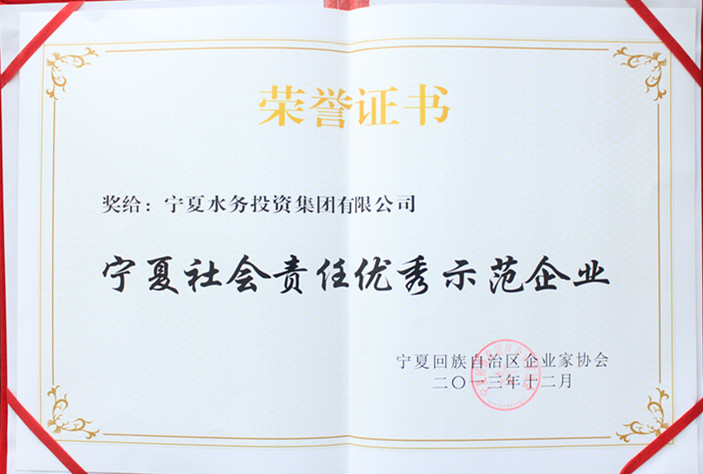 荣誉证书
奖给：宁夏水务投资集团有限公司
宁夏社会责任优秀示范企业
宁夏回族自治区企业家协会
二〇一三年十二月